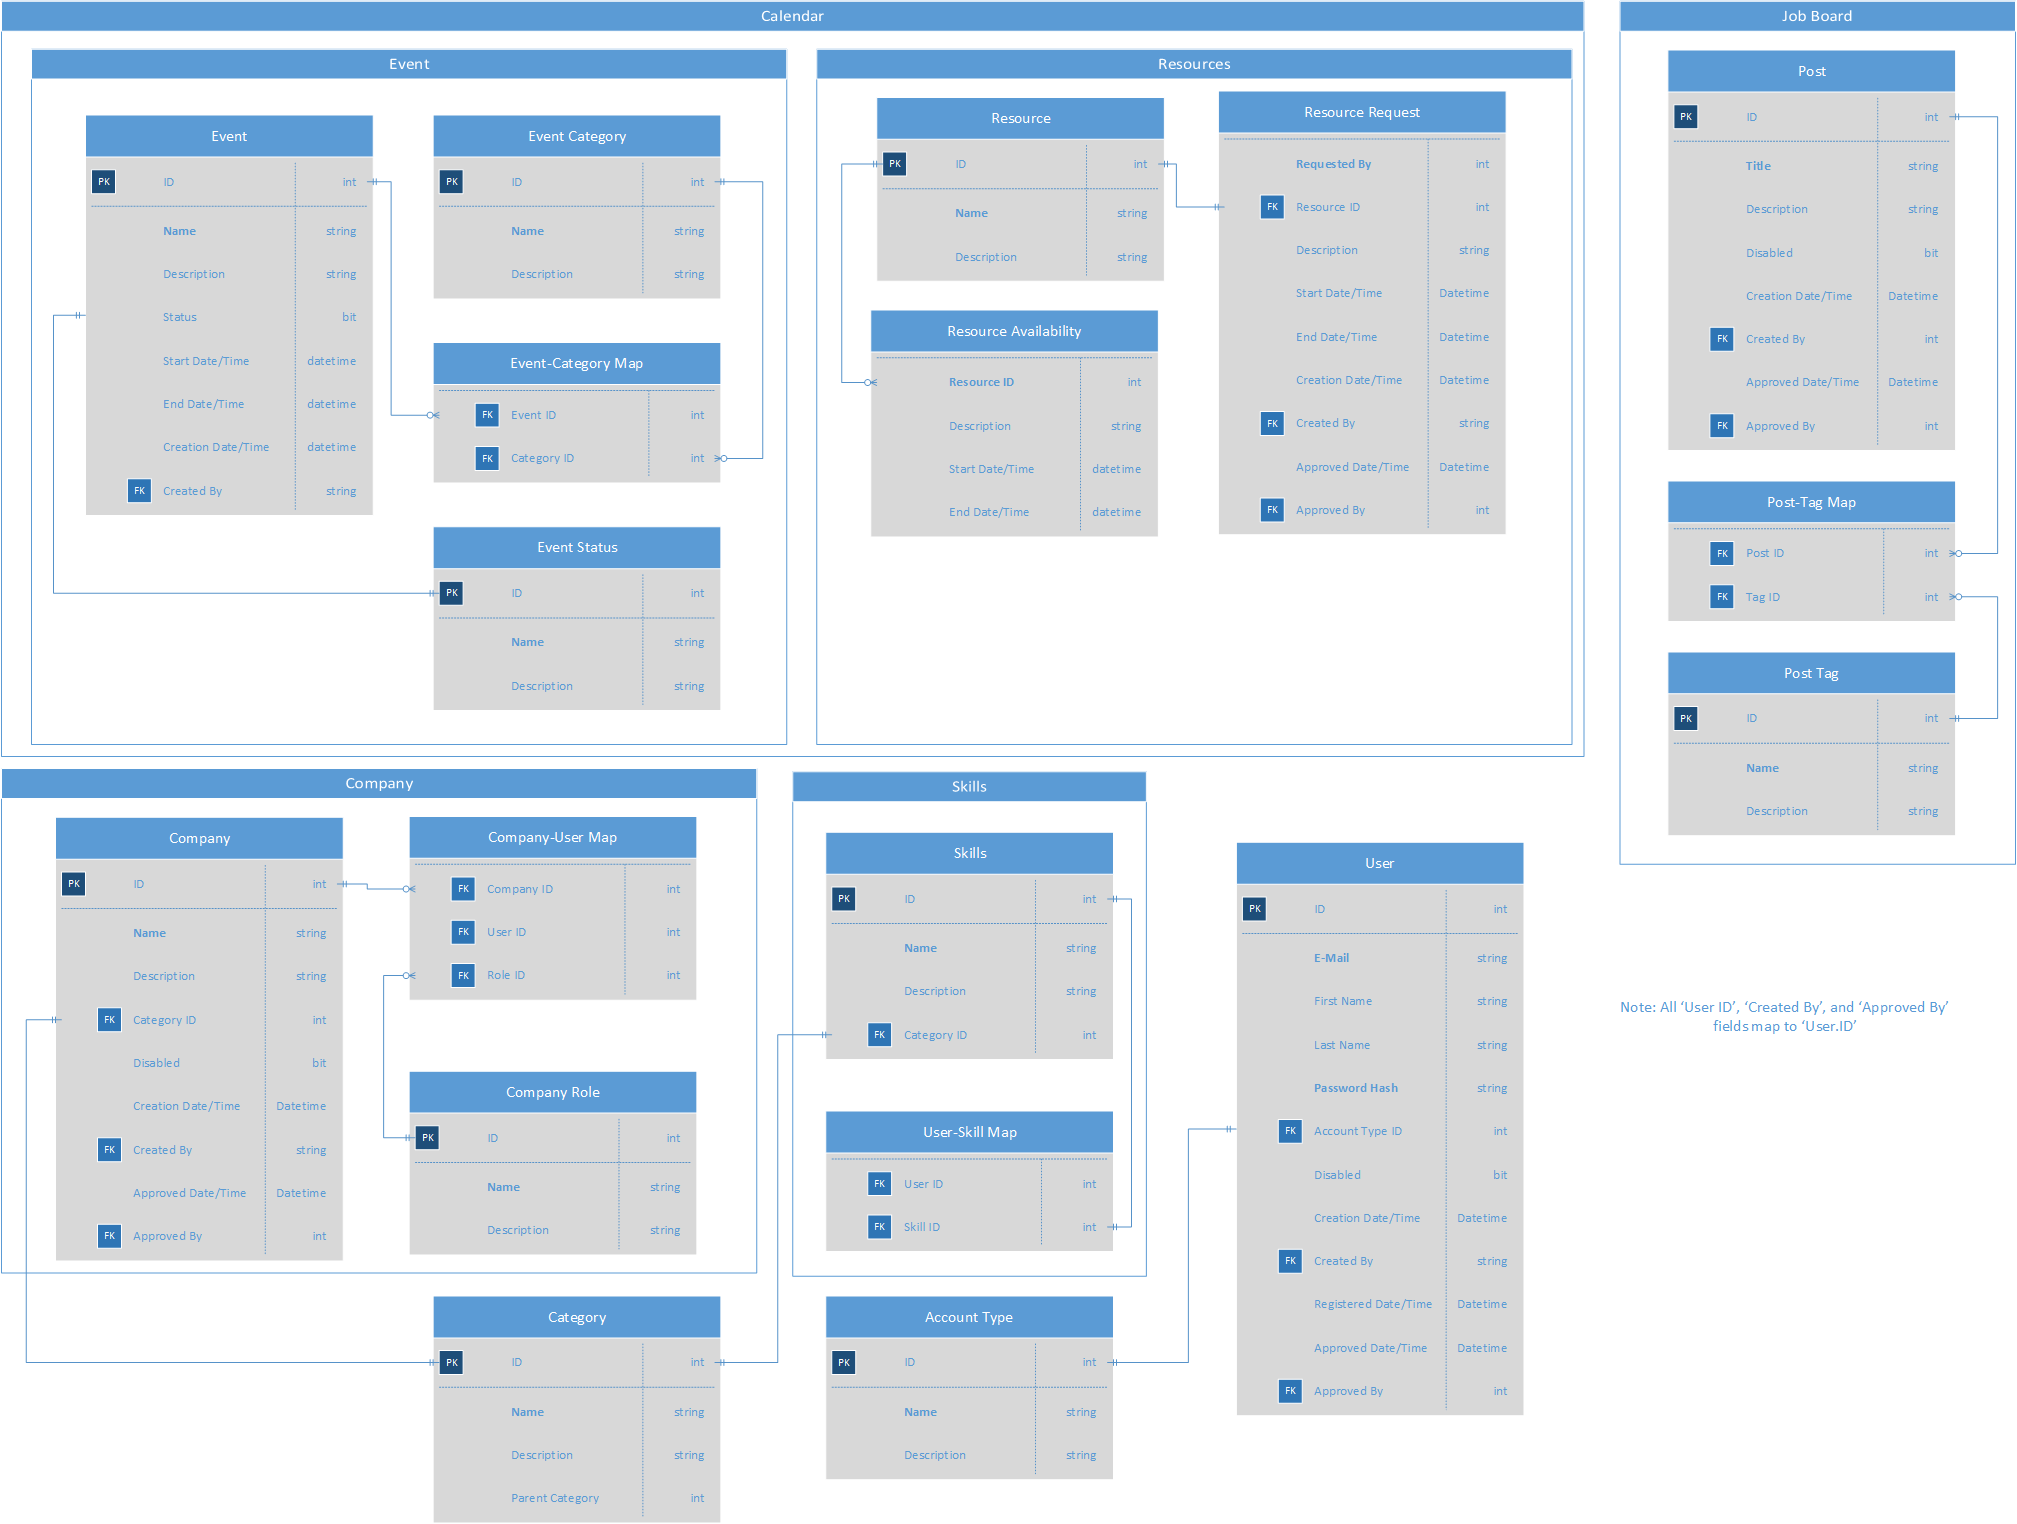 Calendar
Event
Event
PK ID int
Name string
Description string
Status bit
Start Date/Time datetime
End Date/Time datetime
Creation Date/Time datetime
FK Created By string
Event Category
PK ID int
Name string
Description string
Event-Category Map
FK Event ID int
FK Category ID int
Event Status
PK ID int
Name string
Description string
Resources
Resource
PK ID int
Name string
Description string
Resource Availability
Resource ID int
Description string
Start Date/Time datetime
End Date/Time datetime
Resource Request
Requested By int
FK Resource ID int
Description string
Start Date/Time Datetime
End Date/Time Datetime
Creation Date/Time Datetime
FK Created By string
Approved Date/Time Datetime
FK Approved By int
Job Board
Post
PK ID int
Title string
Description string
Disabled bit
Creation Date/Time Datetime
FK Created By int
Approved Date/Time Datetime
FK Approved By int
Post-Tag Map
FK Post ID int
FK Tag ID int
Post Tag
PK ID int
Name string
Description string
Company
Company
PK ID int
Name string
Description string
FK Category ID int
Disabled bit
Creation Date/Time Datetime
FK Created By string
Approved Date/Time Datetime
FK Approved By int
Company-User Map
FK Company ID int
FK User ID int
FK Role ID int
Company Role
PK ID int
Name string
Description string
Skills
Skills
PK ID int
Name string
Description string
FK Category ID int
User-Skill Map
FK User ID int
FK Skill ID int
User
PK ID int
E-Mail string
First Name string
Last Name string
Password Hash string
FK Account Type ID int
Disabled bit
Creation Date/Time Datetime
FK Created By string
Registered Date/Time Datetime
Approved Date/Time Datetime
FK Approved By int
Note: All ‘User ID’, ‘Created By’, and ‘Approved By’
fields map to ‘User.ID’
Category
PK ID int
Name string
Description string
Parent Category int
Account Type
PK ID int
Name string
Description string